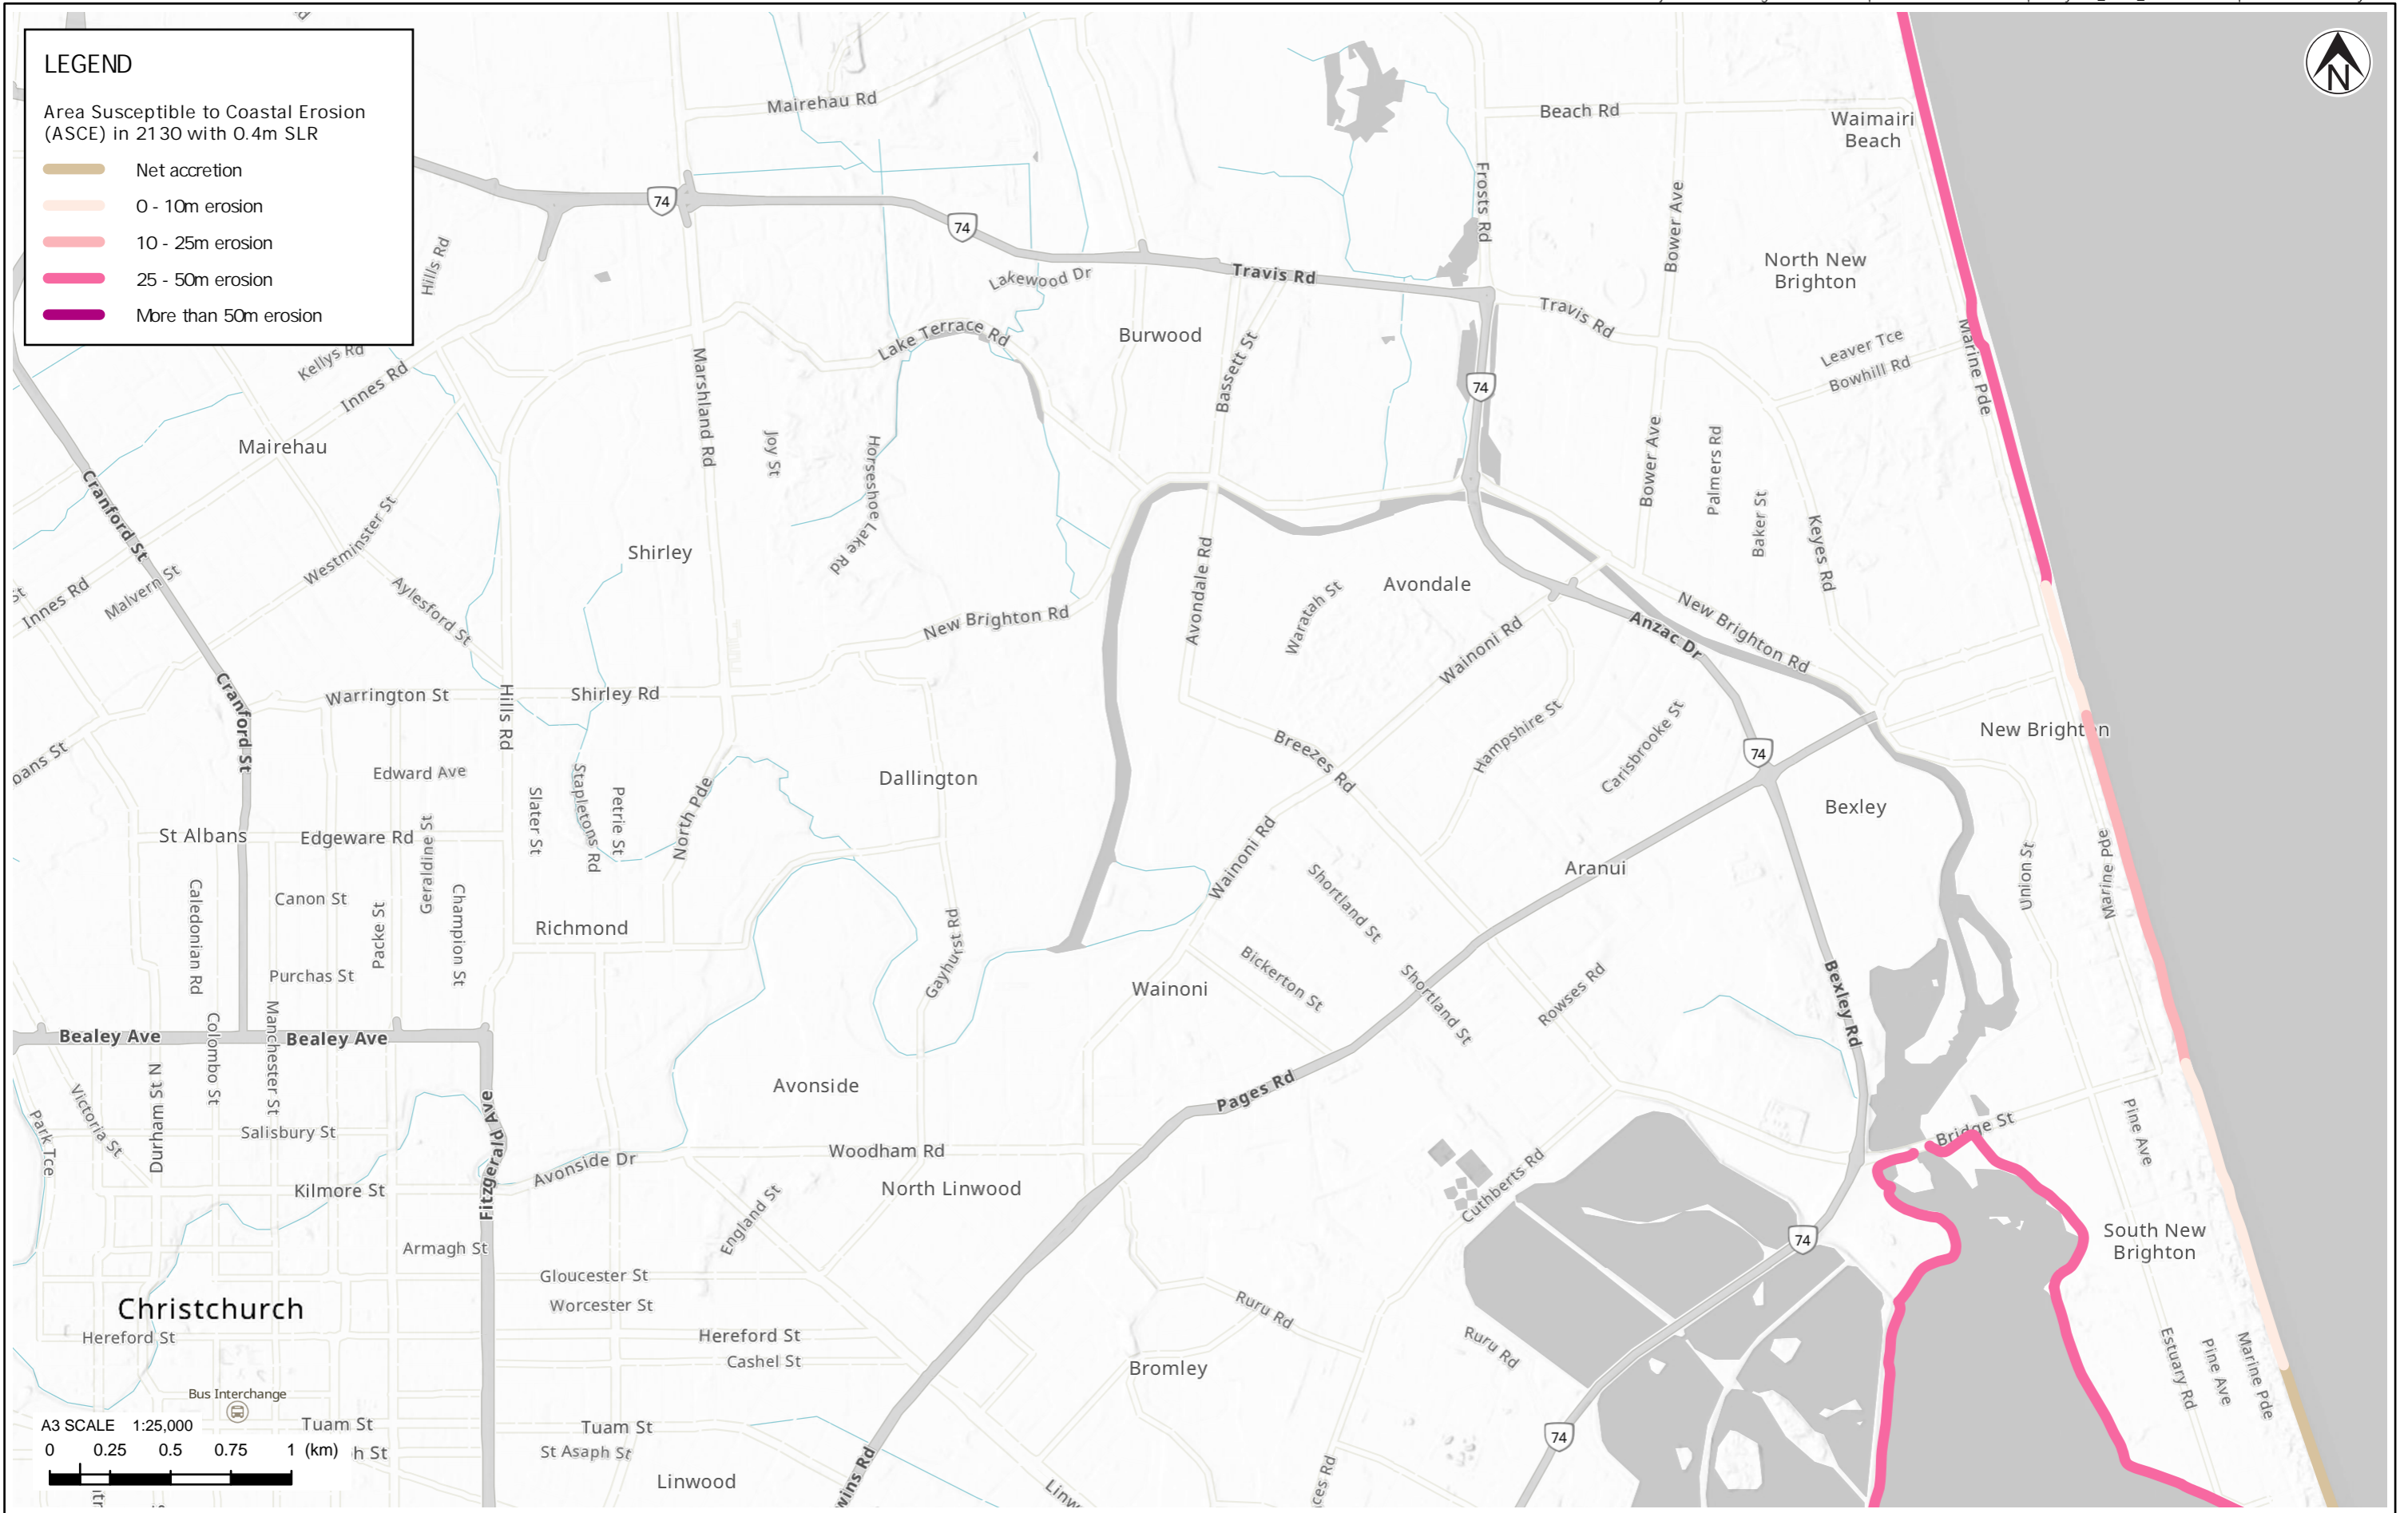 LEGEND
Area Susceptible to Coastal Erosion
(ASCE) in 2130 with 0.4m SLR
Net accretion
0 - 10m erosion
10 - 25m erosion
25 - 50m erosion
More than 50m erosion
N
Mairehau Rd
Beach Rd
Waimairi
Beach
74
74
Frosts Rd
Bower Ave
Hills Rd
North New
Brighton
Lakewood Dr
Travis Rd
Travis Rd
Burwood
Lake Terrace Rd
Bassett St
Leaver Tce
Bowhill Rd
Marine Pde
Kellys Rd
Innes Rd
74
Marshland Rd
Joy St
Horseshoe Lake Rd
Mairehau
Bower Ave
Palmers Rd
Baker St
Keyes Rd
Cranford St
Westminster St
Shirley
Avondale Rd
Avondale
Waratah St
Innes Rd
St
Malvern St
Aylesford St
New Brighton Rd
Wainoni Rd
Anzac Dr
New Brighton Rd
Cranford St
Warrington St
Hills Rd
Shirley Rd
Hampshire St
Carisbrooke St
New Brighton
Breezes Rd
74
Edward Ave
Slater St
Stapletons Rd
Petrie St
North Pde
Dallington
Bexley
St Albans
Edgeware Rd
Geraldine St
Wainoni Rd
Aranui
Union St
Marine Pde
Shortland St
Caledonian Rd
Canon St
Packe St
Champion St
Richmond
Gayhurst Rd
Purchas St
Bickerton St
Wainoni
Shortland St
Rowses Rd
Bexley Rd
Bealey Ave
Colombo St
Manchester St
Bealey Ave
Victoria St
Durham St N
Avonside
Pages Rd
Park Tce
Fitzgerald Ave
Salisbury St
Bridge St
Pine Ave
Avonside Dr
Woodham Rd
Kilmore St
North Linwood
Cuthberts Rd
England St
74
South New
Brighton
Armagh St
Gloucester St
Christchurch
Worcester St
Ruru Rd
Hereford St
Hereford St
Cashel St
Ruru Rd
Bromley
Estuary Rd
Pine Ave
Marine Pde
Bus Interchange
Tuam St
Tuam St
St Asaph St
74
h St
Linwood
A3 SCALE 1:25,000
0 0.25 0.5 0.75 1 (km)